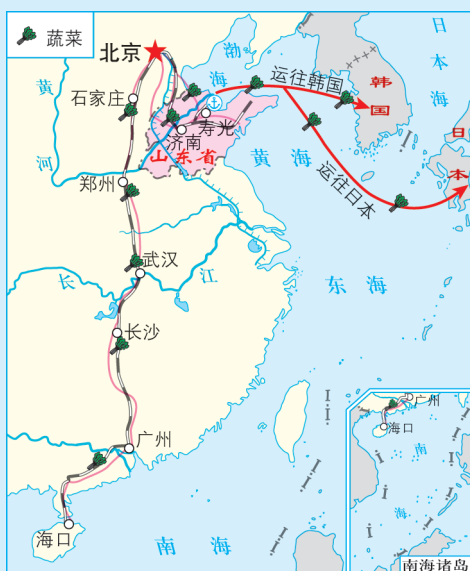 蔬菜
北京
渤海
日本海
韩国
运往韩国
石家庄
黄河
寿光
济南
山东省
黄海
日本
运往日本
郑州
武汉
长江
东海
长沙
广州
海口
南海
广州
海口
南海
南海诸岛